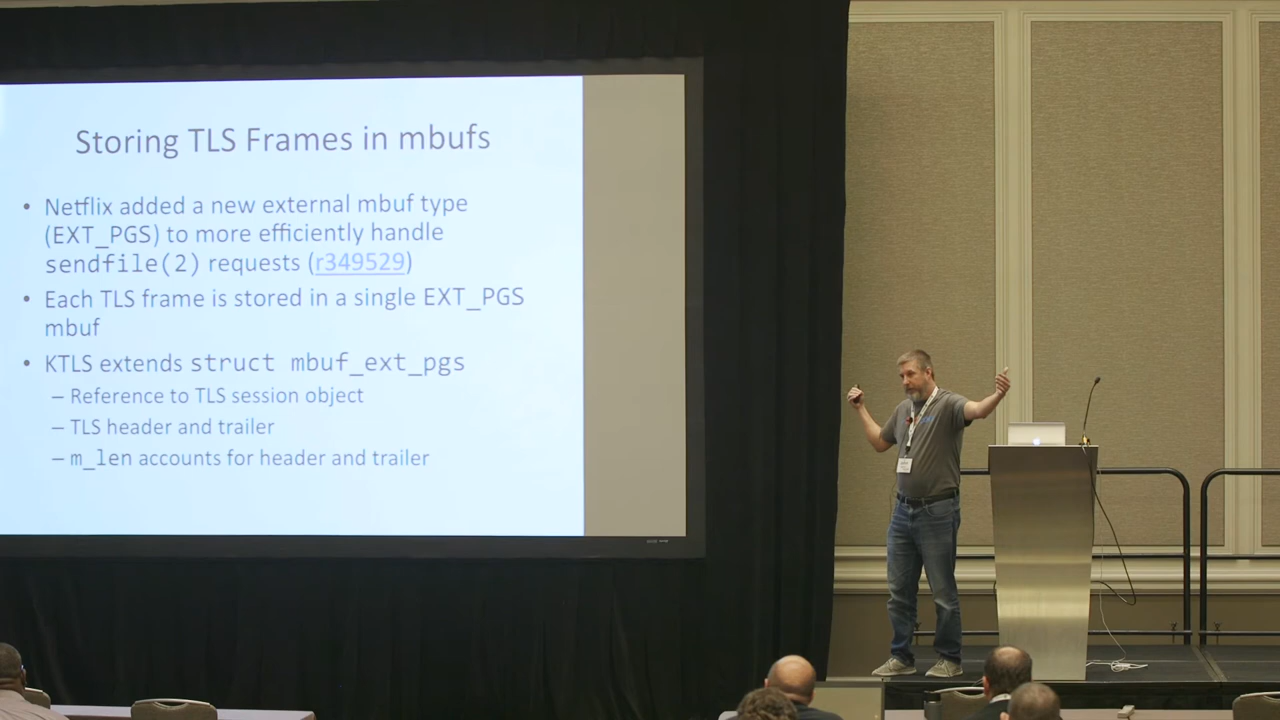 Storing TLS Frames in mbufs
• Netflix added a new external mbuf type
(EXT_PGS) to more efficiently handle
sendfile(2) requests (r349529)
• Each TLS frame is stored in a single EXT_PGS
mbuf
• KTLS extends struct mbuf_ext_pgs
– Reference to TLS session object
– TLS header and trailer
– m_len accounts for header and trailer